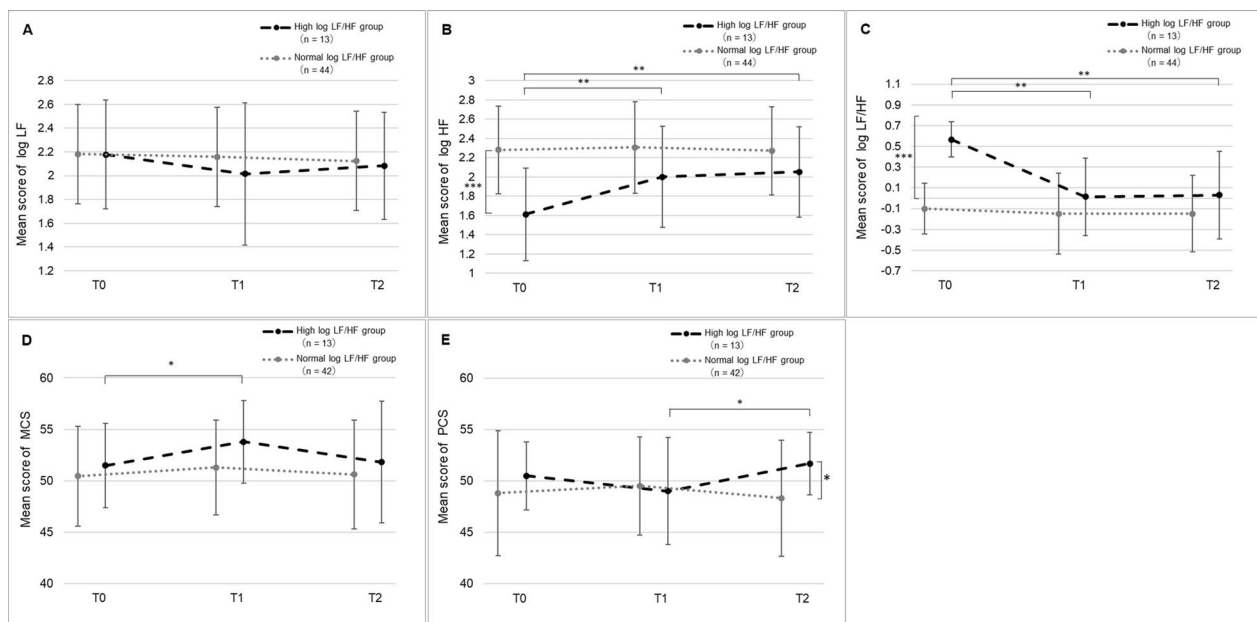 A
High log LF/HF group
（n = 13）
Normal log LF/HF group
（n = 44）
Mean score of log LF
2.8
2.6
2.4
2.2
2
1.8
1.6
1.4
1.2
T0
T1
T2
B
High log LF/HF group
（n = 13）
Normal log LF/HF group
（n = 44）
Mean score of log HF
3
2.8
2.6
2.4
2.2
2
1.8
1.6
1.4
1.2
1
**
**
***
T0
T1
T2
C
High log LF/HF group
（n = 13）
Normal log LF/HF group
（n = 44）
Mean score of log LF/HF
1.1
0.9
0.7
0.5
0.3
0.1
-0.1
-0.3
-0.5
-0.7
**
**
***
T0
T1
T2
D
High log LF/HF group
（n = 13）
Normal log LF/HF group
（n = 42）
Mean score of MCS
60
55
50
45
40
*
T0
T1
T2
E
High log LF/HF group
（n = 13）
Normal log LF/HF group
（n = 42）
Mean score of PCS
60
55
50
45
40
*
*
T0
T1
T2